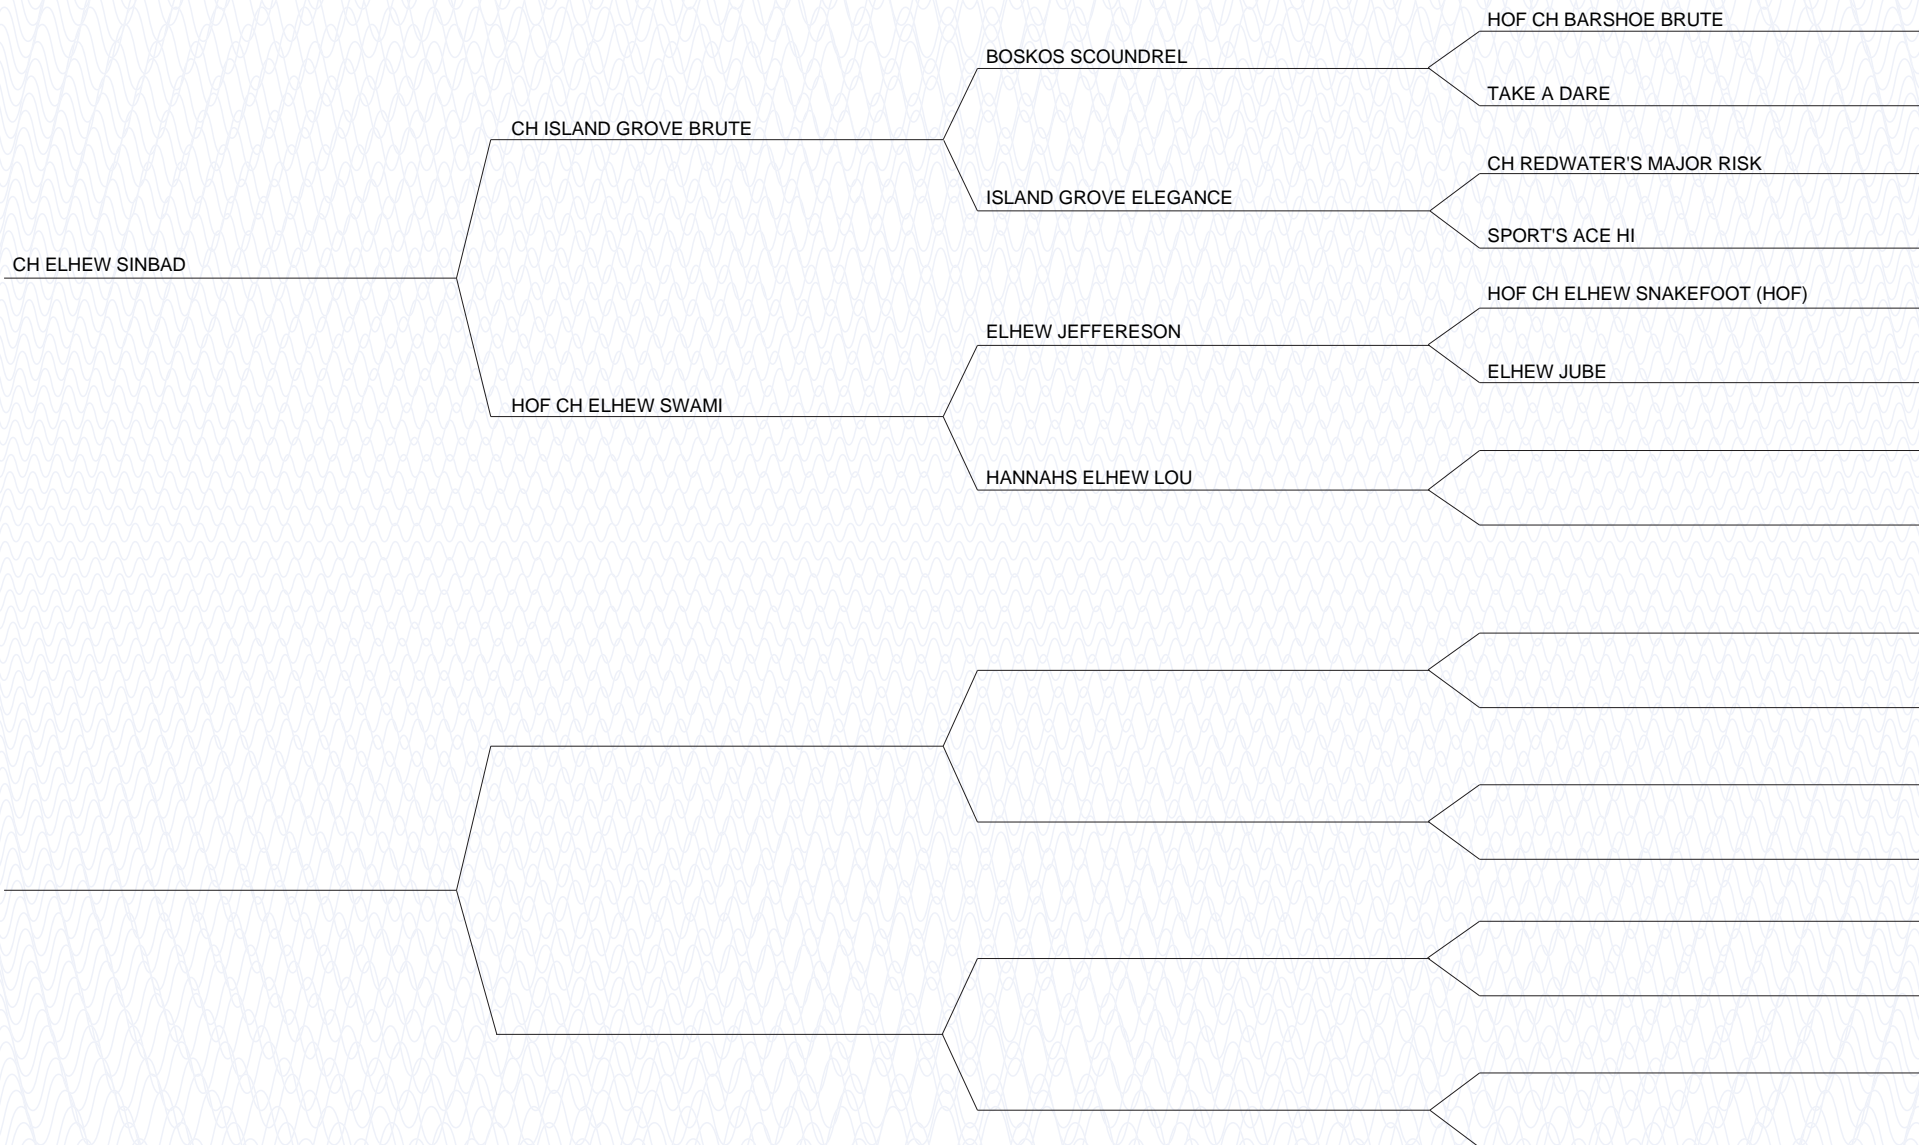 HOF CH BARSHOE BRUTE
BOSKOS SCOUNDREL
TAKE A DARE
CH ISLAND GROVE BRUTE
CH REDWATER'S MAJOR RISK
ISLAND GROVE ELEGANCE
SPORT'S ACE HI
CH ELHEW SINBAD
HOF CH ELHEW SNAKEFOOT (HOF)
ELHEW JEFFERESON
ELHEW JUBE
HOF CH ELHEW SWAMI
HANNAHS ELHEW LOU